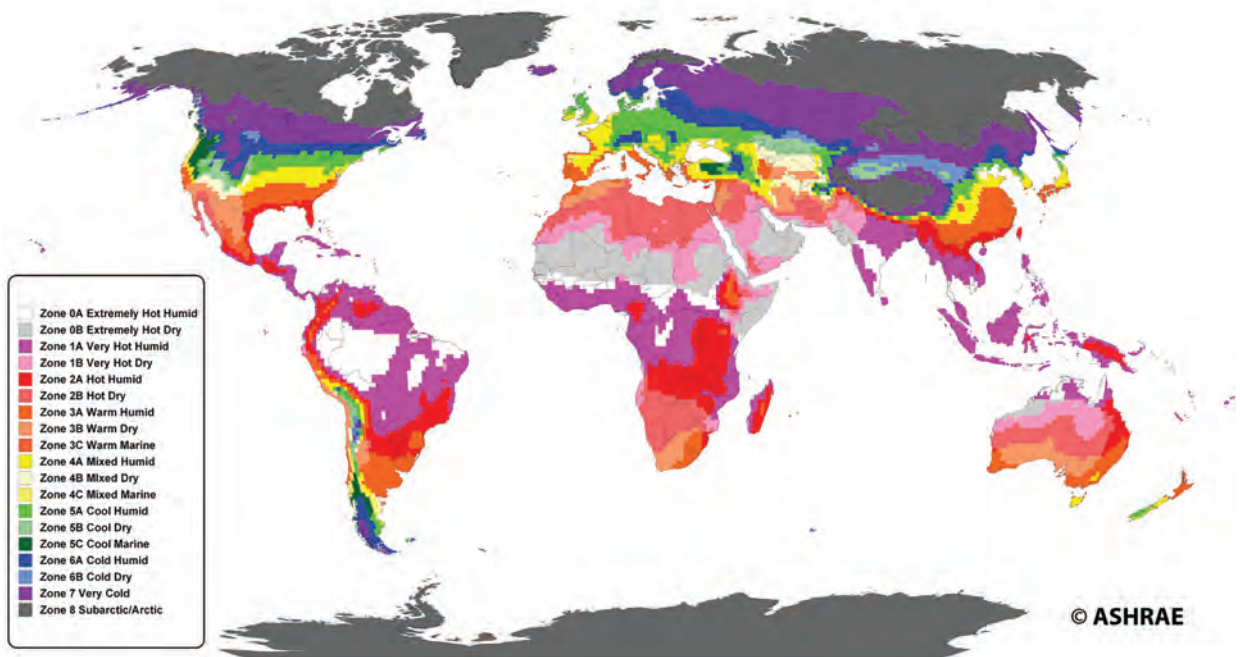 Zone 0A Extremely Hot Humid
Zone 0B Extremely Hot Dry
Zone 1A Very Hot Humid
Zone 1B Very Hot Dry
Zone 2A Hot Humid
Zone 2B Hot Dry
Zone 3A Warm Humid
Zone 3B Warm Dry
Zone 3C Warm Marine
Zone 4A Mixed Humid
Zone 4B MIxed Dry
Zone 4C Mixed Marine
Zone 5A Cool Humid
Zone 5B Cool Dry
Zone 5C Cool Marine
Zone 6A Cold Humid
Zone 6B Cold Dry
Zone 7 Very Cold
Zone 8 Subarctic/Arctic
© ASHRAE